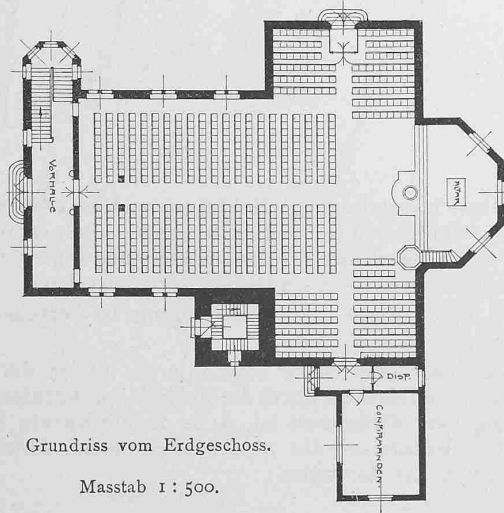 VORHALLE
ALTAR
DISP.
CONFIRMANDEN.
Grundriss vom Erdgeschoss.
Masstab 1 : 500.